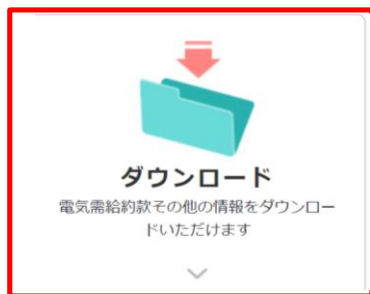 ダウンロード
電気需給約款その他の情報をダウンロー
ドいただけます